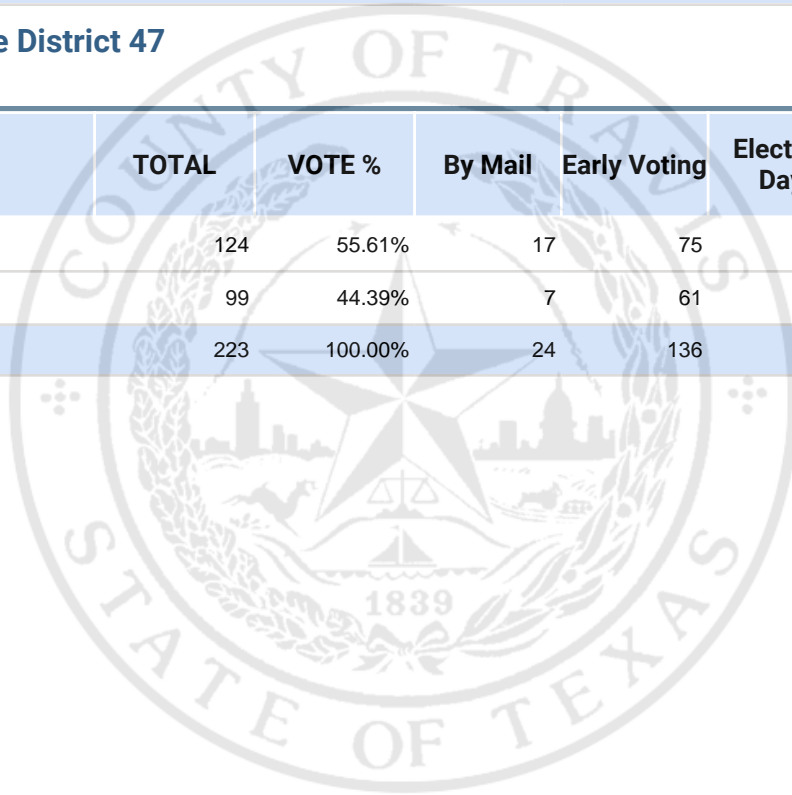 e District 47
TOTAL VOTE % By Mail Early Voting Elect
Day
124 55.61% 17 75
99 44.39% 7 61
223 100.00% 24 136
COUNTY OF TRAVIS
1839
STATE OF TEXAS